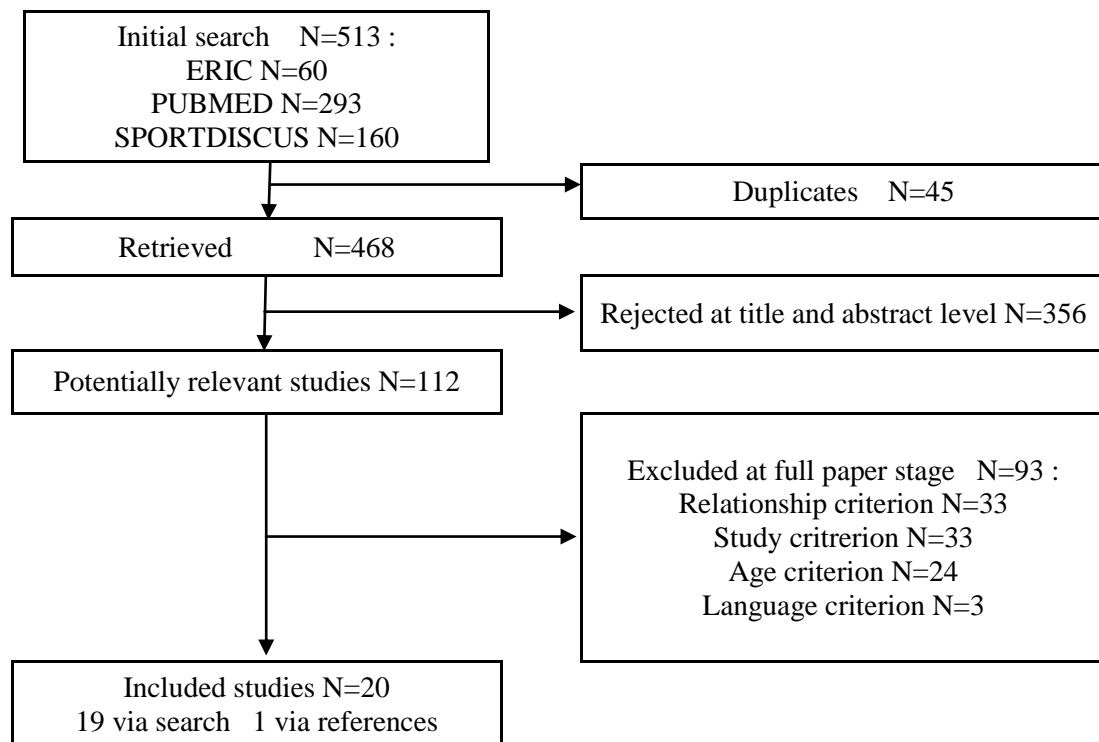 Initial search N=513 :
ERIC N=60
PUBMED N=293
SPORTDISCUS N=160
Duplicates N=45
Retrieved N=468
Rejected at title and abstract level N=356
Potentially relevant studies N=112
Excluded at full paper stage N=93 :
Relationship criterion N=33
Study critrerion N=33
Age criterion N=24
Language criterion N=3
Included studies N=20
19 via search 1 via references